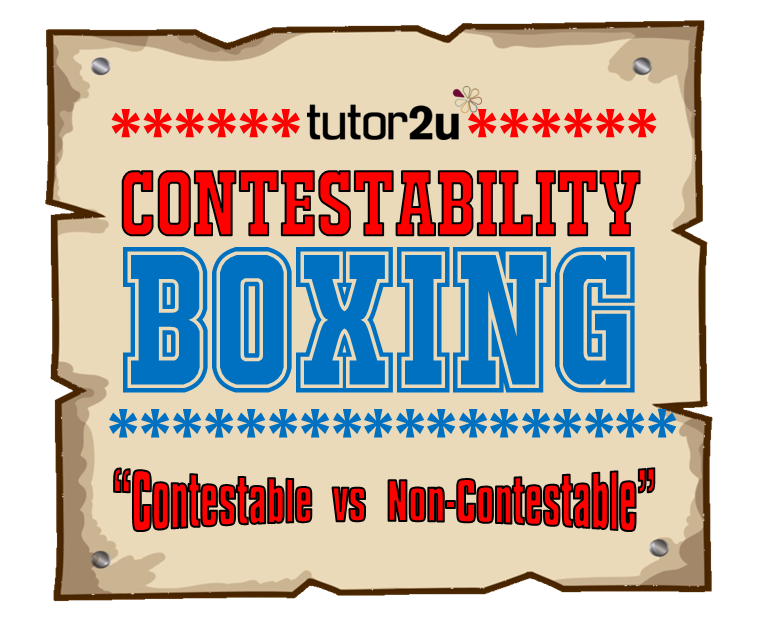 ****** tutor2u ******
CONTESTABILITY
BOXING
******************
“Contestable vs Non-Contestable”